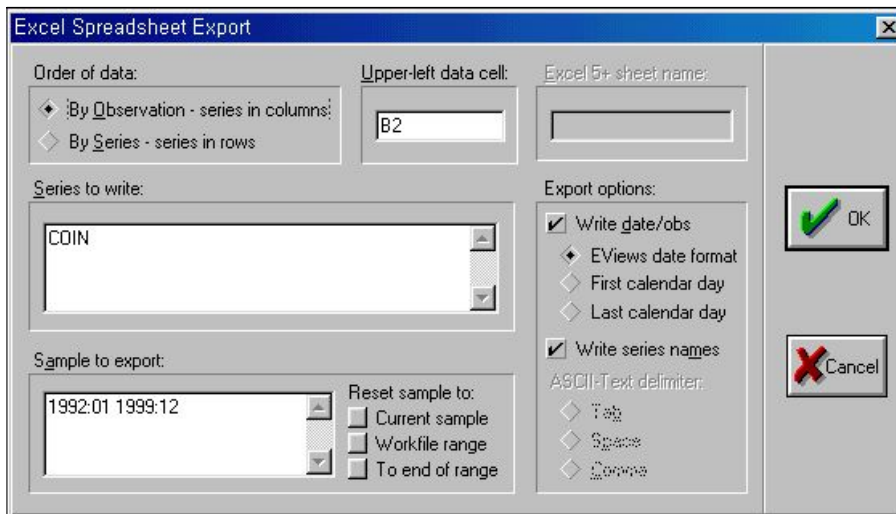 Excel Spreadsheet Export
Order of data:
By Observation - series in columns
By Series - series in rows
Upper-left data cell:
B2
Excel 5+ sheet name:
Series to write:
COIN
Export options:
Write date/obs
EViews date format
First calendar day
Last calendar day
Write series names
ASCII-Text delimiter:
Tab
Space
Comma
Sample to export:
1992:01 1999:12
Reset sample to:
Current sample
Workfile range
To end of range
OK
Cancel